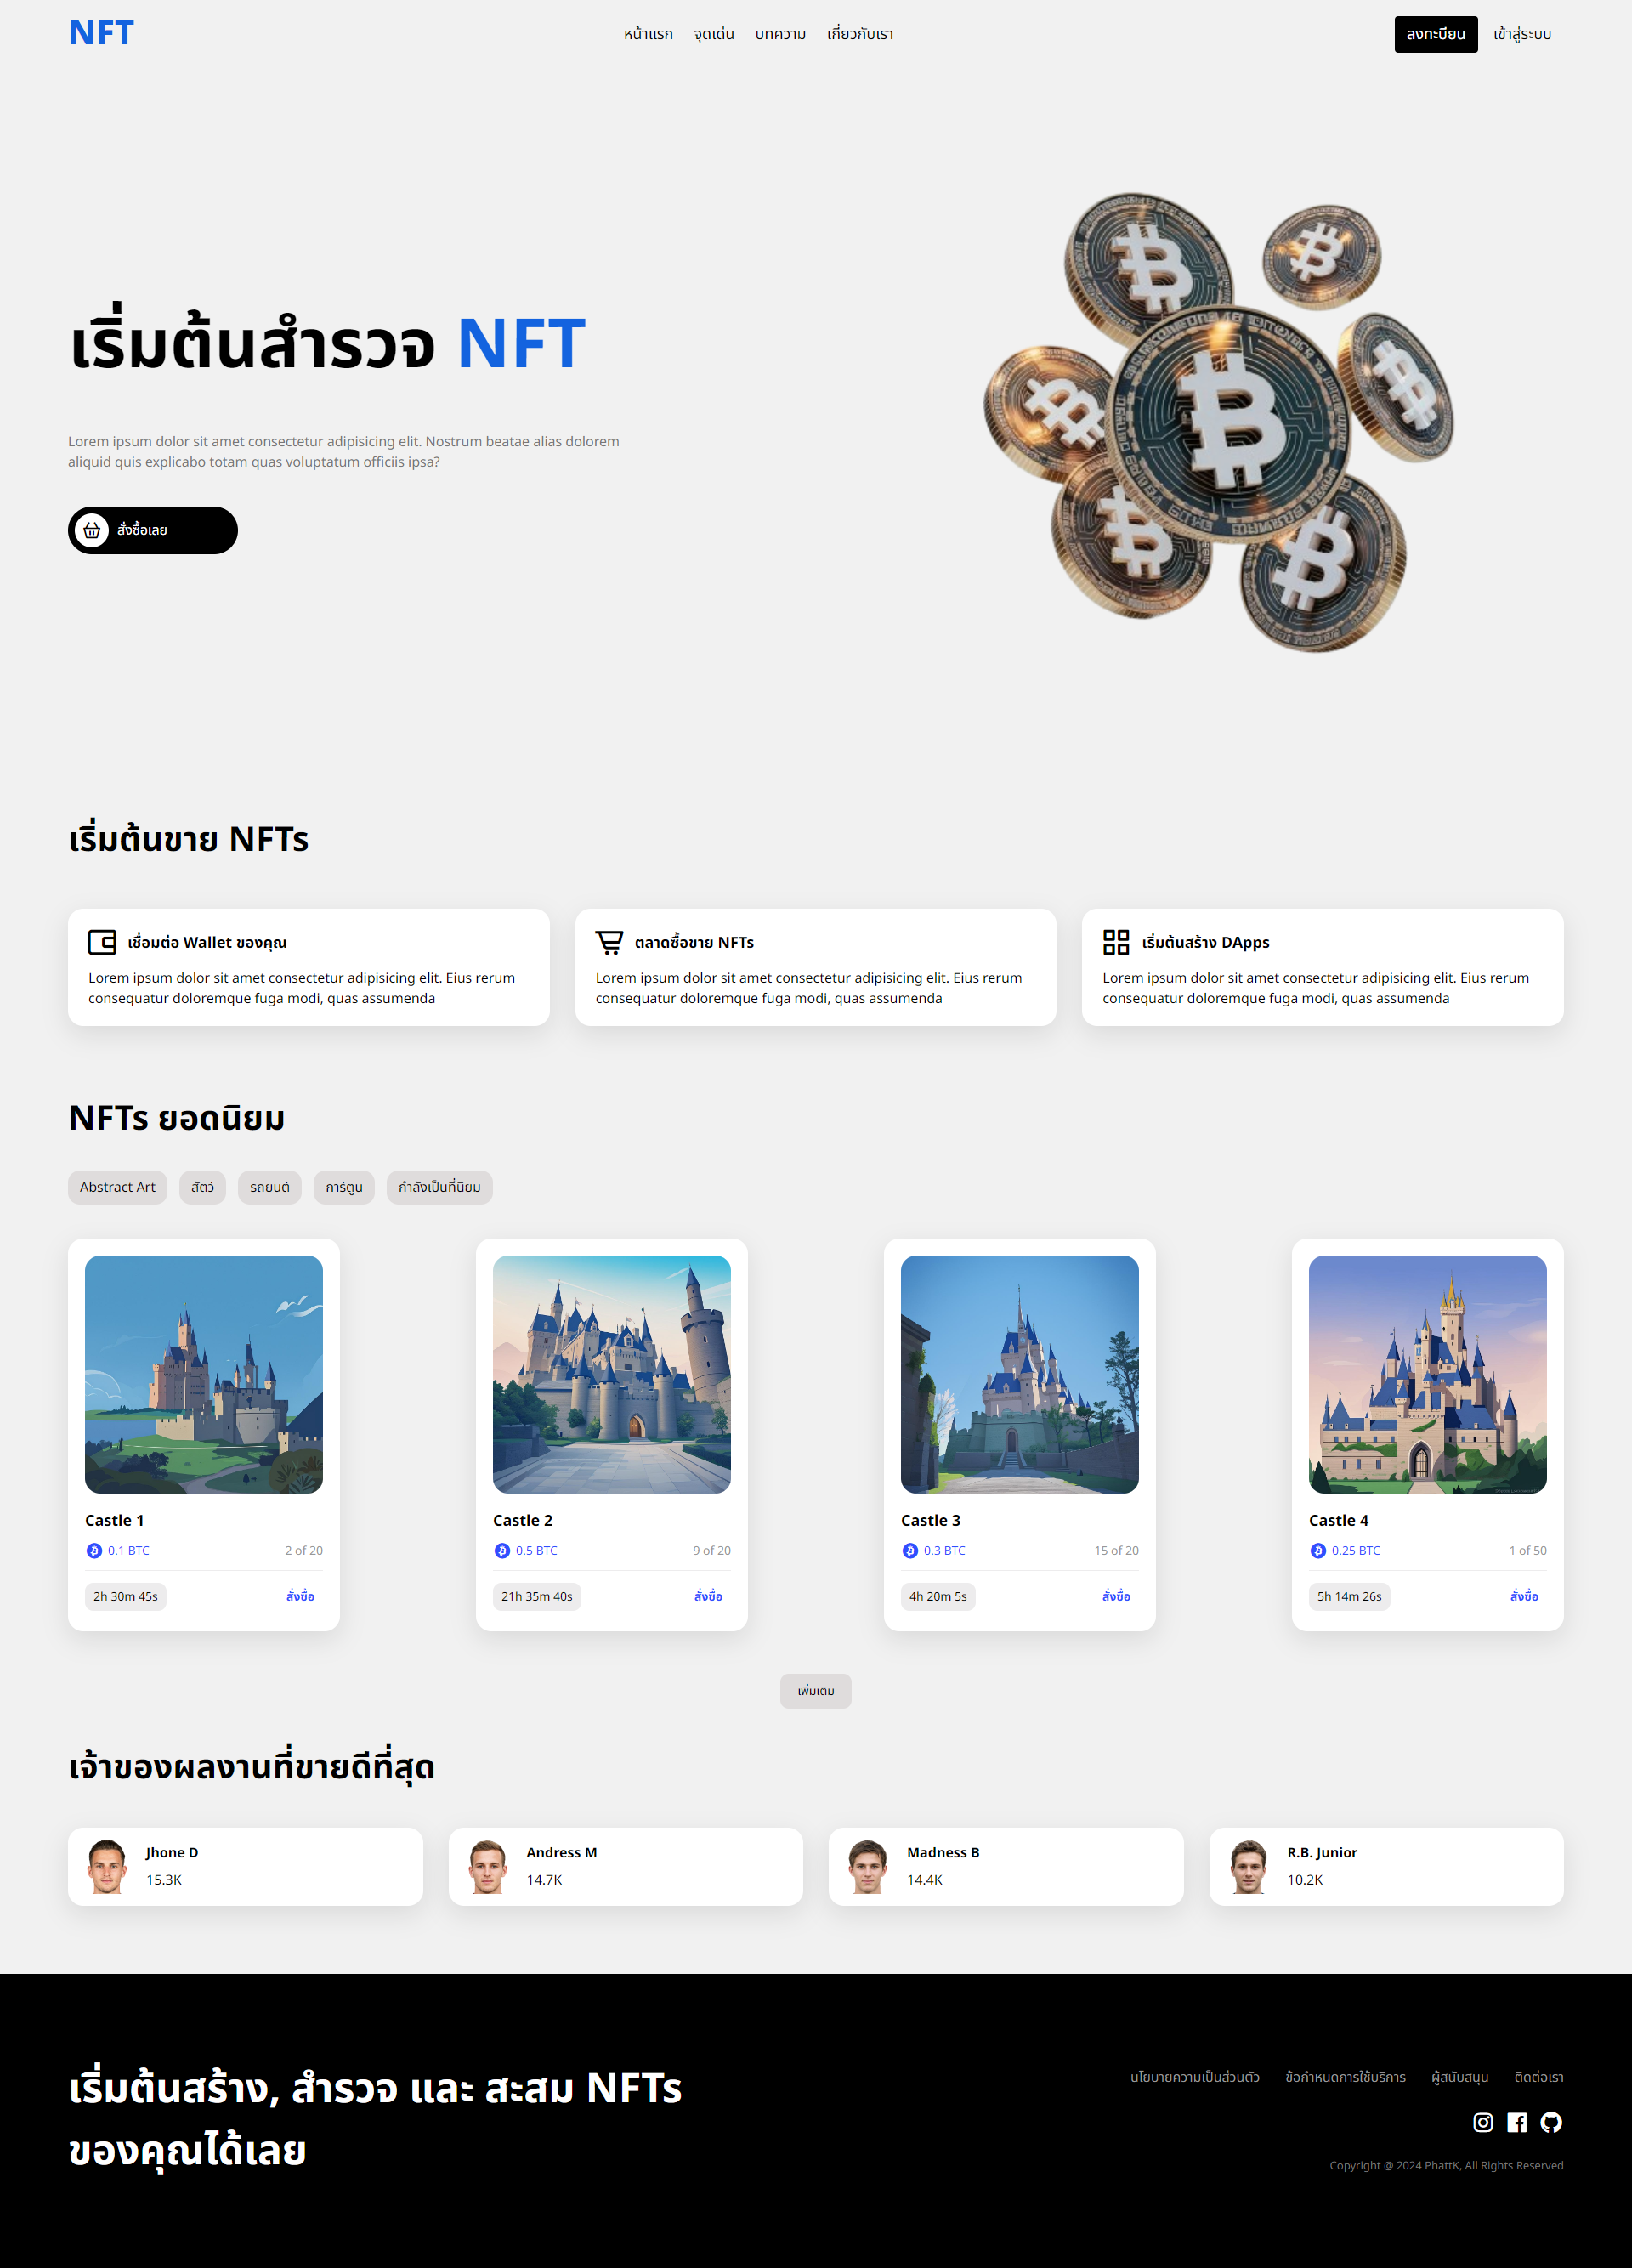 NFT
หน้าแรก จุดเด่น บทความ เกี่ยวกับเรา
ลงทะเบียน เข้าสู่ระบบ
เริ่มต้นสำรวจ NFT
Lorem ipsum dolor sit amet consectetur adipisicing elit. Nostrum beatae alias dolorem
aliquid quis explicabo totam quas voluptatum officiis ipsa?
สั่งซื้อเลย
เริ่มต้นขาย NFTs
เชื่อมต่อ Wallet ของคุณ
Lorem ipsum dolor sit amet consectetur adipisicing elit. Eius rerum
consequatur doloremque fuga modi, quas assumenda
ตลาดซื้อขาย NFTs
Lorem ipsum dolor sit amet consectetur adipisicing elit. Eius rerum
consequatur doloremque fuga modi, quas assumenda
เริ่มต้นสร้าง DApps
Lorem ipsum dolor sit amet consectetur adipisicing elit. Eius rerum
consequatur doloremque fuga modi, quas assumenda
NFTs ยอดนิยม
Abstract Art สัตว์ รถยนต์ การ์ตูน กำลังเป็นที่นิยม
Castle 1
0.1 BTC 2 of 20
2h 30m 45s สั่งซื้อ
Castle 2
0.5 BTC 9 of 20
21h 35m 40s สั่งซื้อ
Castle 3
0.3 BTC 15 of 20
4h 20m 5s สั่งซื้อ
Castle 4
0.25 BTC 1 of 50
5h 14m 26s สั่งซื้อ
เพิ่มเติม
เจ้าของผลงานที่ขายดีที่สุด
Jhone D
15.3K
Andress M
14.7K
Madness B
14.4K
R.B. Junior
10.2K
เริ่มต้นสร้าง, สำรวจ และ สะสม NFTs
ของคุณได้เลย
นโยบายความเป็นส่วนตัว ข้อกำหนดการใช้บริการ ผู้สนับสนุน ติดต่อเรา
Copyright @ 2024 PhattK, All Rights Reserved